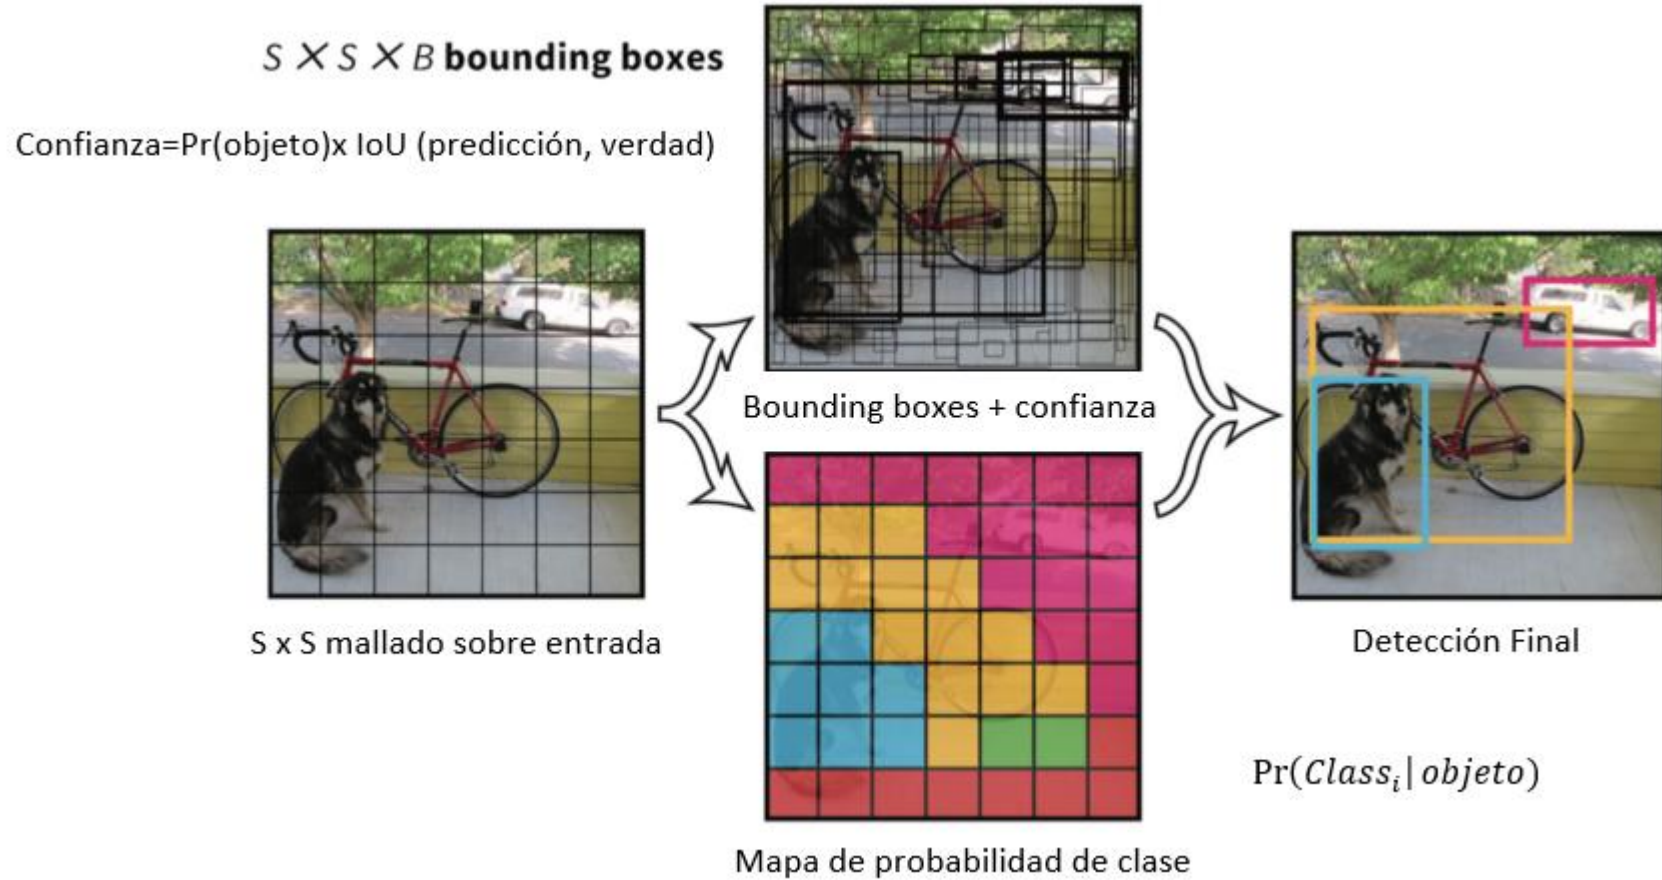 S X S X B bounding boxes
Confianza=Pr(objeto)x IoU (predicción, verdad)
S x S mallado sobre entrada
Bounding boxes + confianza
Mapa de probabilidad de clase
Detección Final
Pr(Class_i|objeto)